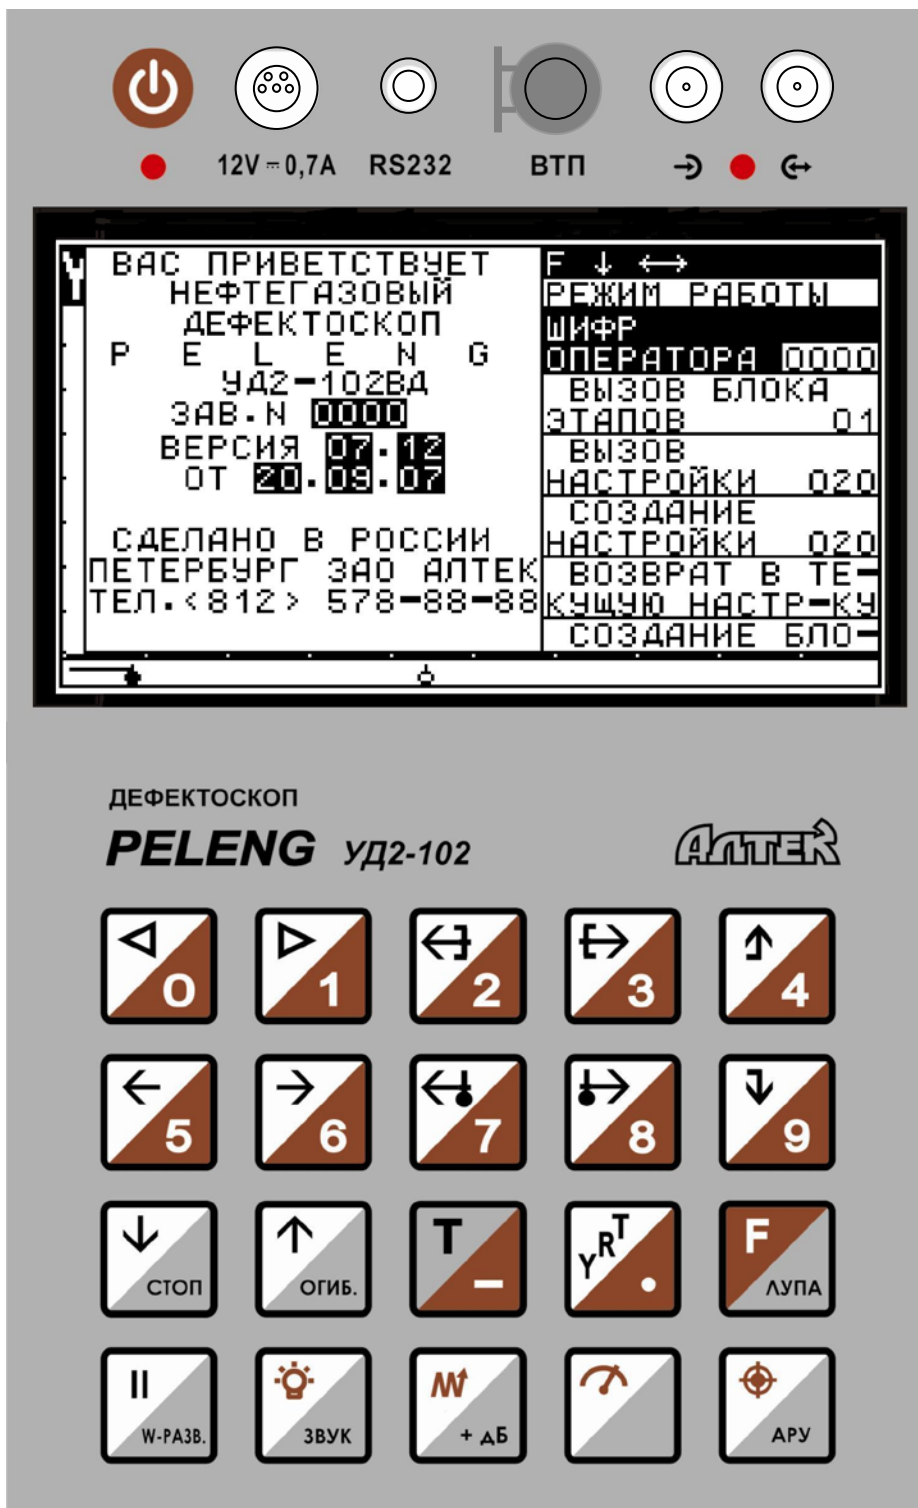 12V 0,7A RS232 ВТП
ВАС ПРИВЕТСТВУЕТ
НЕФТЕГАЗОВЫЙ
ДЕФЕКТОСКОП
P E L E N G
УД2-102ВД
ЗАВ.N 0000
ВЕРСИЯ 07.12
ОТ 20.09.07
СДЕЛАНО В РОССИИ
ПЕТЕРБУРГ ЗАО АЛТЕК
ТЕЛ.<812> 578-88-88
F ↓ ↔
РЕЖИМ РАБОТЫ
ШИФР
ОПЕРАТОРА 0000
ВЫЗОВ БЛОКА
ЭТАПОВ 01
ВЫЗОВ
НАСТРОЙКИ 020
СОЗДАНИЕ
НАСТРОЙКИ 020
ВОЗВРАТ В ТЕ-
КУЩУЮ НАСТР-КУ
СОЗДАНИЕ БЛО-
ДЕФЕКТОСКОП
PELENG УД2-102
АЛТЕК
0 1 2 3 4
5 6 7 8 9
СТОП ОГИБ. T - YRT . F ЛУПА
II W-РАЗВ. ЗВУК + дБ АРУ